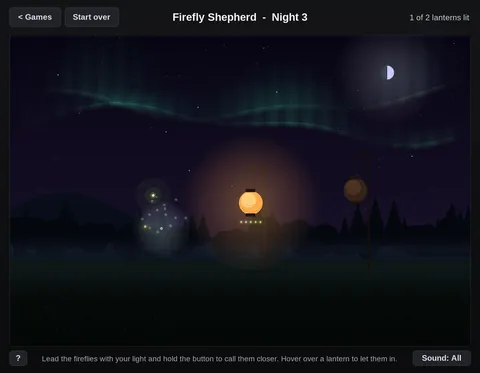 < Games
Start over
Firefly Shepherd - Night 3
1 of 2 lanterns lit
?
Lead the fireflies with your light and hold the button to call them closer. Hover over a lantern to let them in.
Sound: All